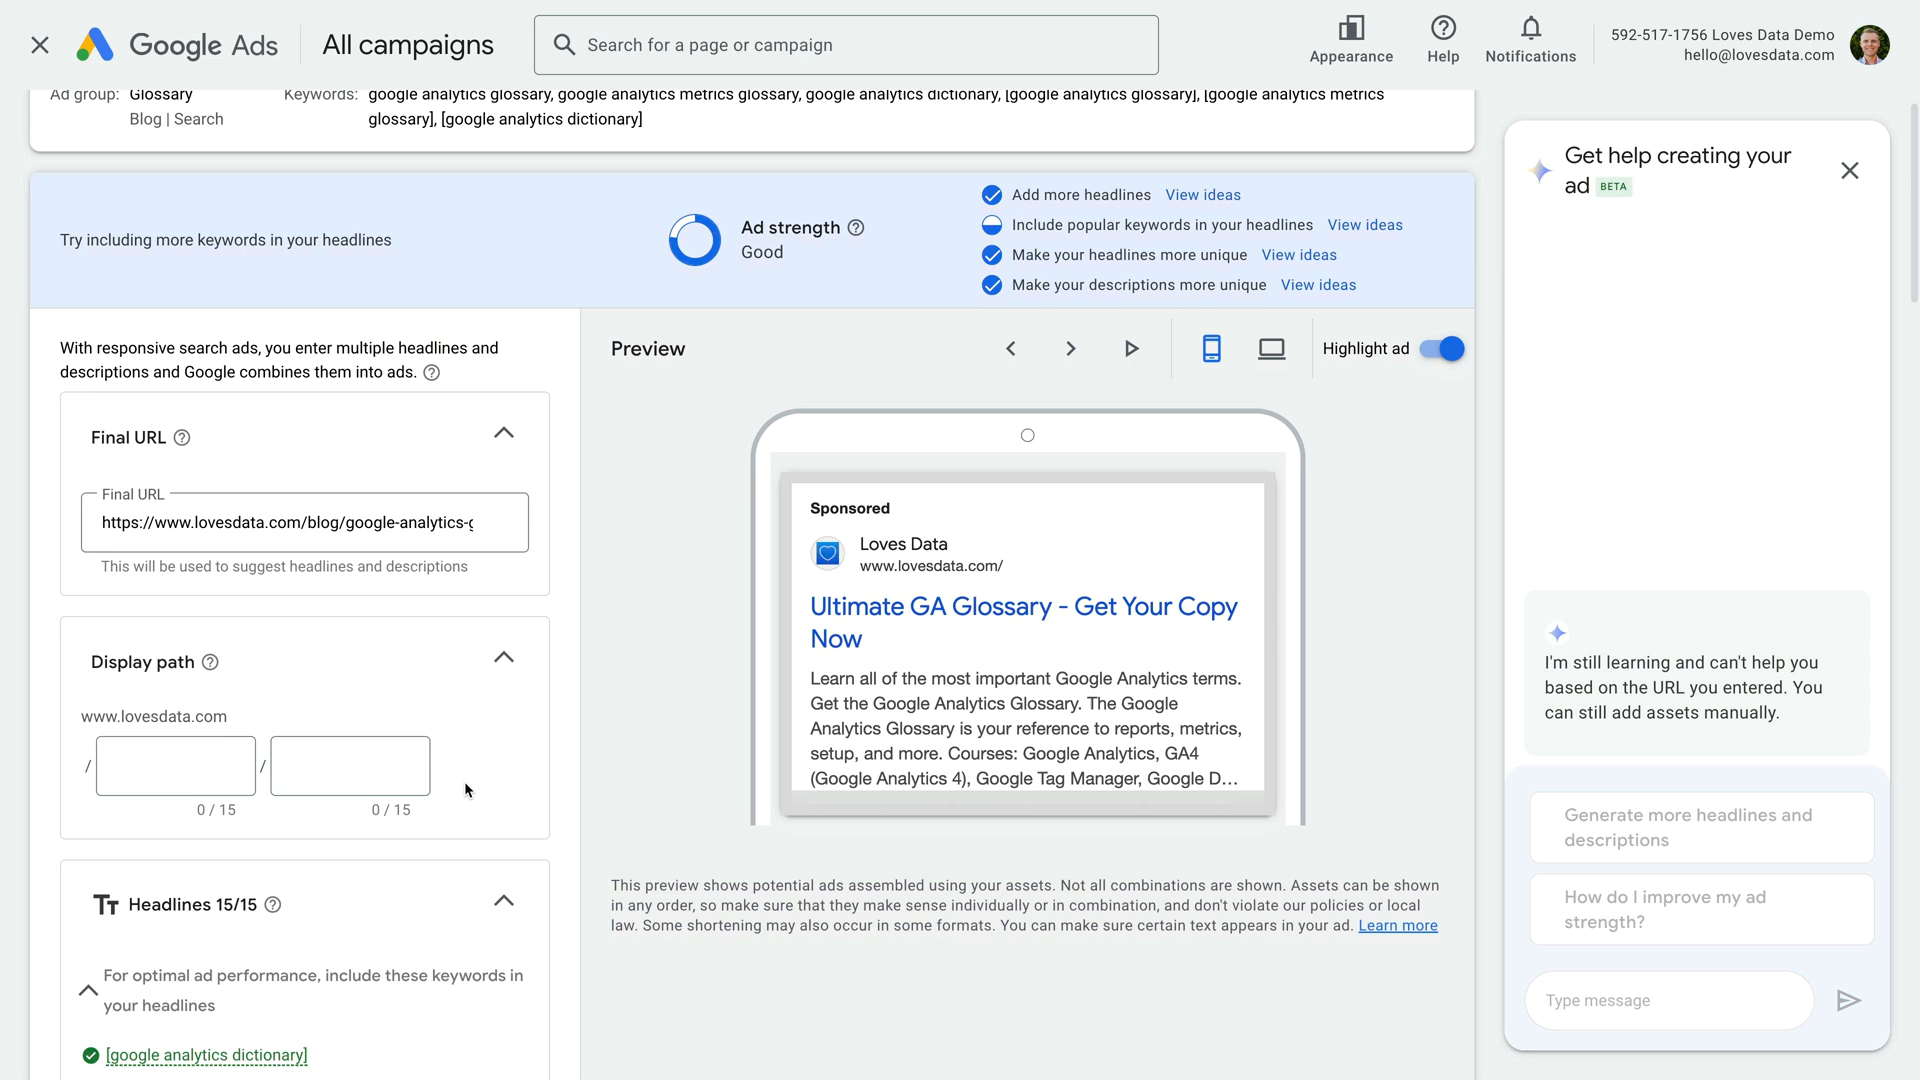 Google Ads
All campaigns
Search for a page or campaign
Appearance
Help
Notifications
592-517-1756 Loves Data Demo
hello@lovesdata.com
Ad group: Glossary
Blog | Search
Keywords: google analytics glossary, google analytics metrics glossary, google analytics dictionary, [google analytics glossary], [google analytics metrics
glossary], [google analytics dictionary]
Try including more keywords in your headlines
Ad strength
Good
Add more headlines View ideas
Include popular keywords in your headlines View ideas
Make your headlines more unique View ideas
Make your descriptions more unique View ideas
With responsive search ads, you enter multiple headlines and
descriptions and Google combines them into ads.
Final URL
Final URL
https://www.lovesdata.com/blog/google-analytics-g
This will be used to suggest headlines and descriptions
Display path
www.lovesdata.com
/ /
0 / 15 0 / 15
Headlines 15/15
For optimal ad performance, include these keywords in
your headlines
[google analytics dictionary]
Preview
Highlight ad
Sponsored
Loves Data
www.lovesdata.com/
Ultimate GA Glossary - Get Your Copy
Now
Learn all of the most important Google Analytics terms.
Get the Google Analytics Glossary. The Google
Analytics Glossary is your reference to reports, metrics,
setup, and more. Courses: Google Analytics, GA4
(Google Analytics 4), Google Tag Manager, Google D...
This preview shows potential ads assembled using your assets. Not all combinations are shown. Assets can be shown
in any order, so make sure that they make sense individually or in combination, and don't violate our policies or local
law. Some shortening may also occur in some formats. You can make sure certain text appears in your ad. Learn more
Get help creating your
ad BETA
I'm still learning and can't help you
based on the URL you entered. You
can still add assets manually.
Generate more headlines and
descriptions
How do I improve my ad
strength?
Type message